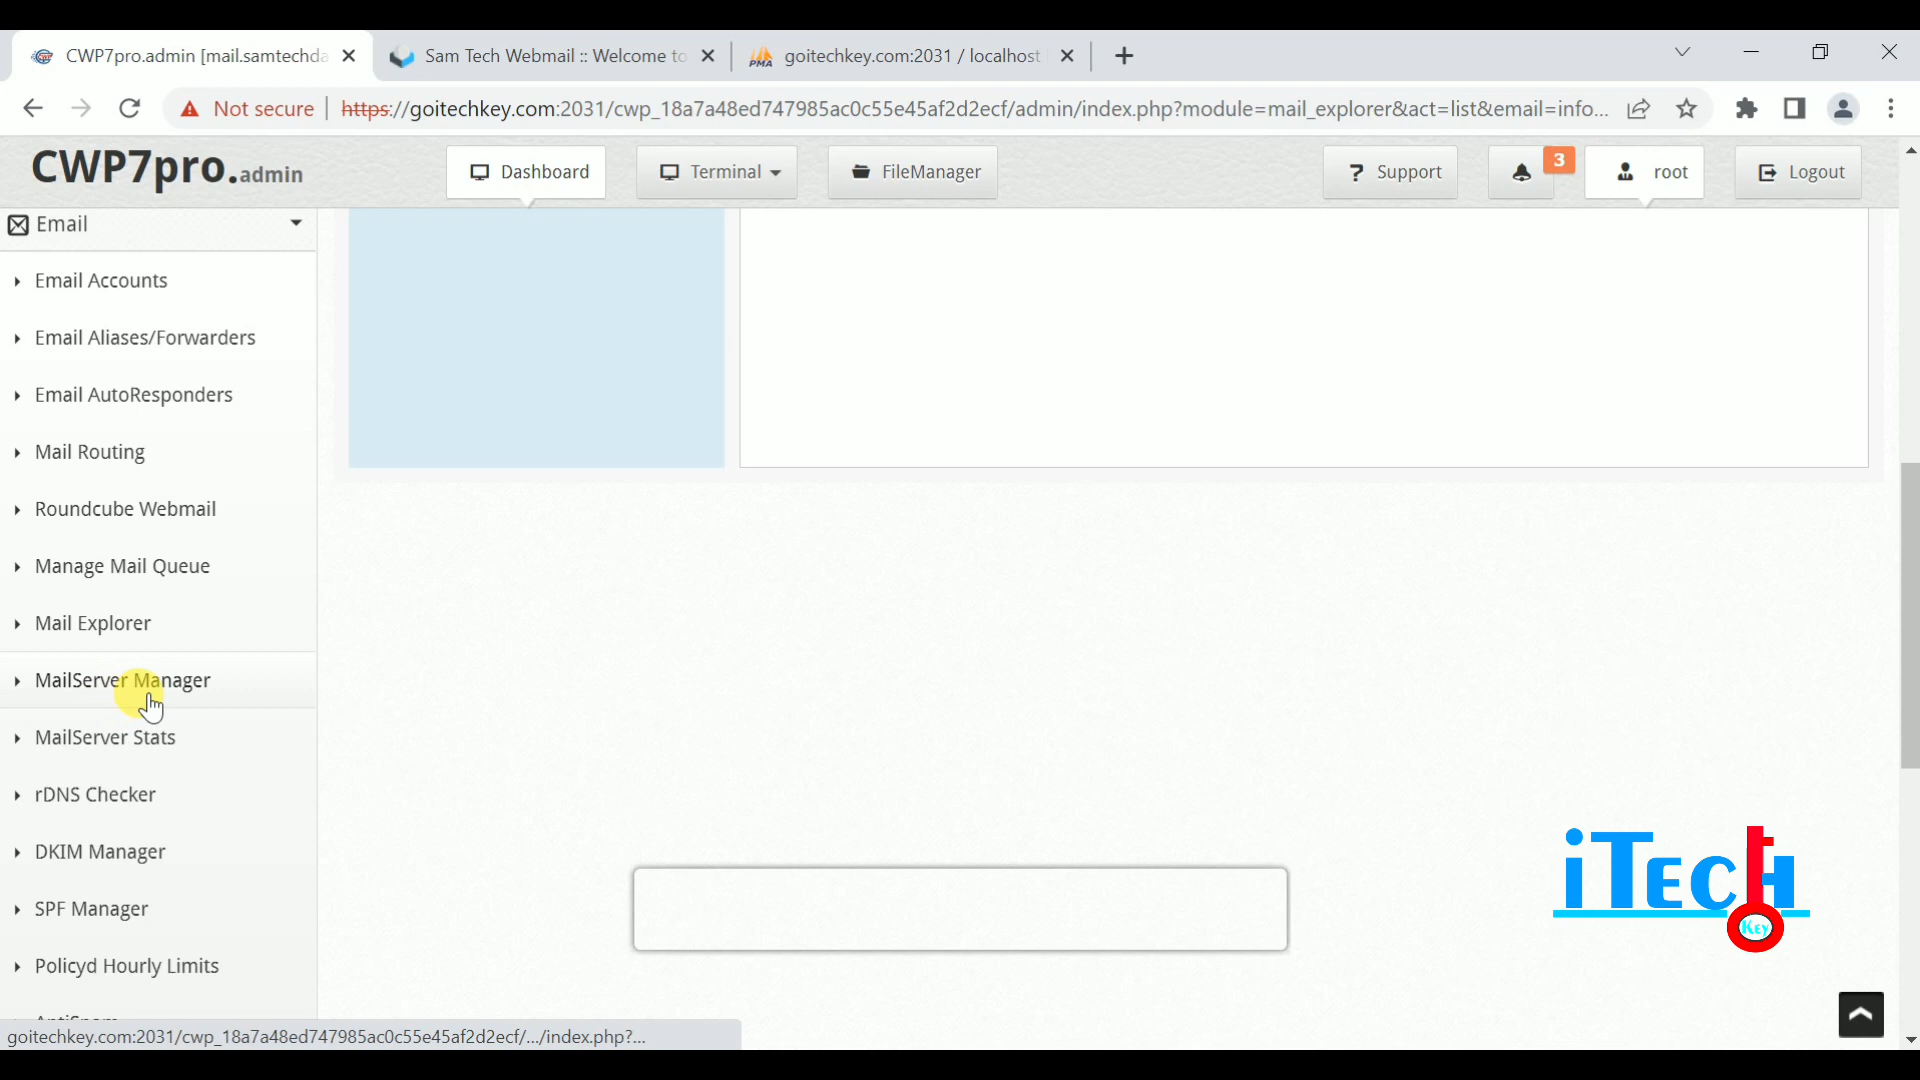 CWP7pro.admin [mail.samtechda
Sam Tech Webmail :: Welcome to
goitechkey.com:2031 / localhost
Not secure
https://goitechkey.com:2031/cwp_18a7a48ed747985ac0c55e45af2d2ecf/admin/index.php?module=mail_explorer&act=list&email=info...
CWP7pro.admin
Dashboard
Terminal
FileManager
? Support
3
root
Logout
Email
Email Accounts
Email Aliases/Forwarders
Email AutoResponders
Mail Routing
Roundcube Webmail
Manage Mail Queue
Mail Explorer
MailServer Manager
MailServer Stats
rDNS Checker
DKIM Manager
SPF Manager
Policyd Hourly Limits
goitechkey.com:2031/cwp_18a7a48ed747985ac0c55e45af2d2ecf/.../index.php?...
iTecH
Key